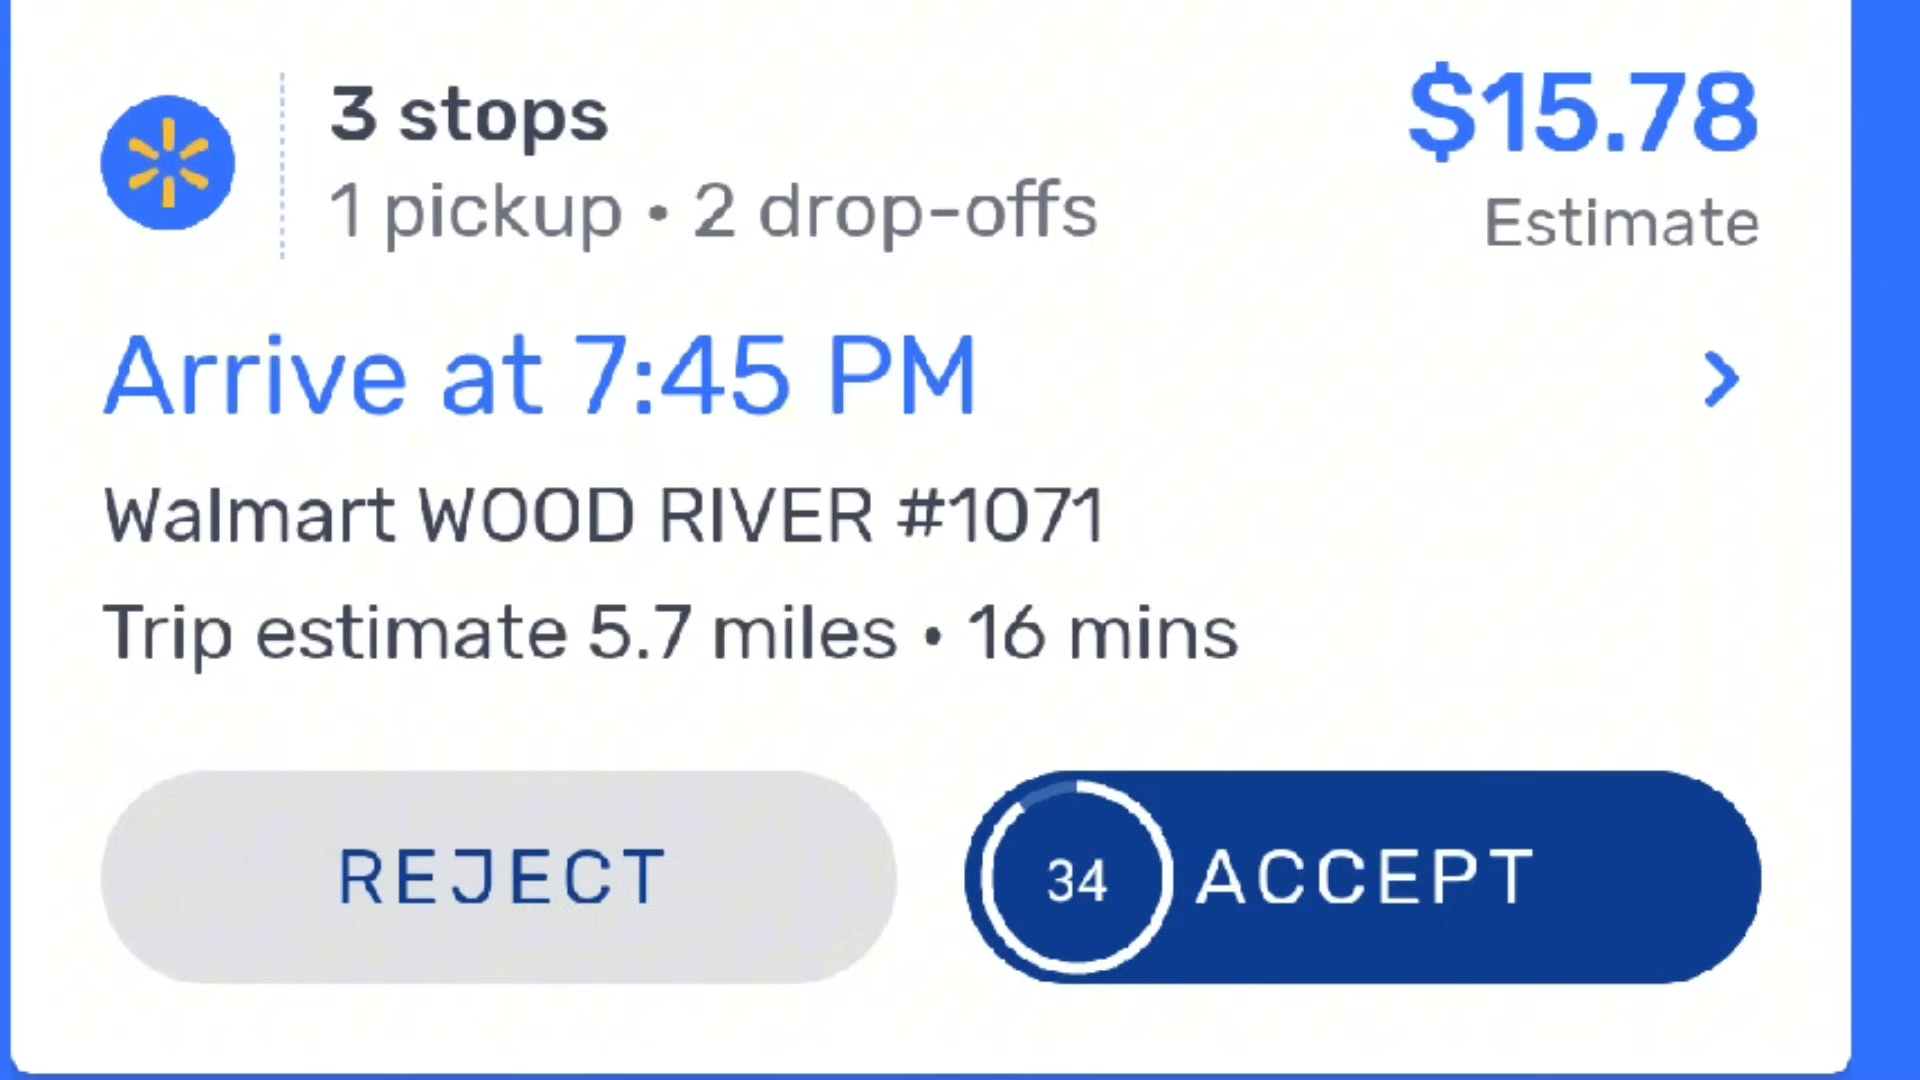 3 stops
$15.78
1 pickup • 2 drop-offs
Estimate
Arrive at 7:45 PM
Walmart WOOD RIVER #1071
Trip estimate 5.7 miles • 16 mins
REJECT
34 ACCEPT